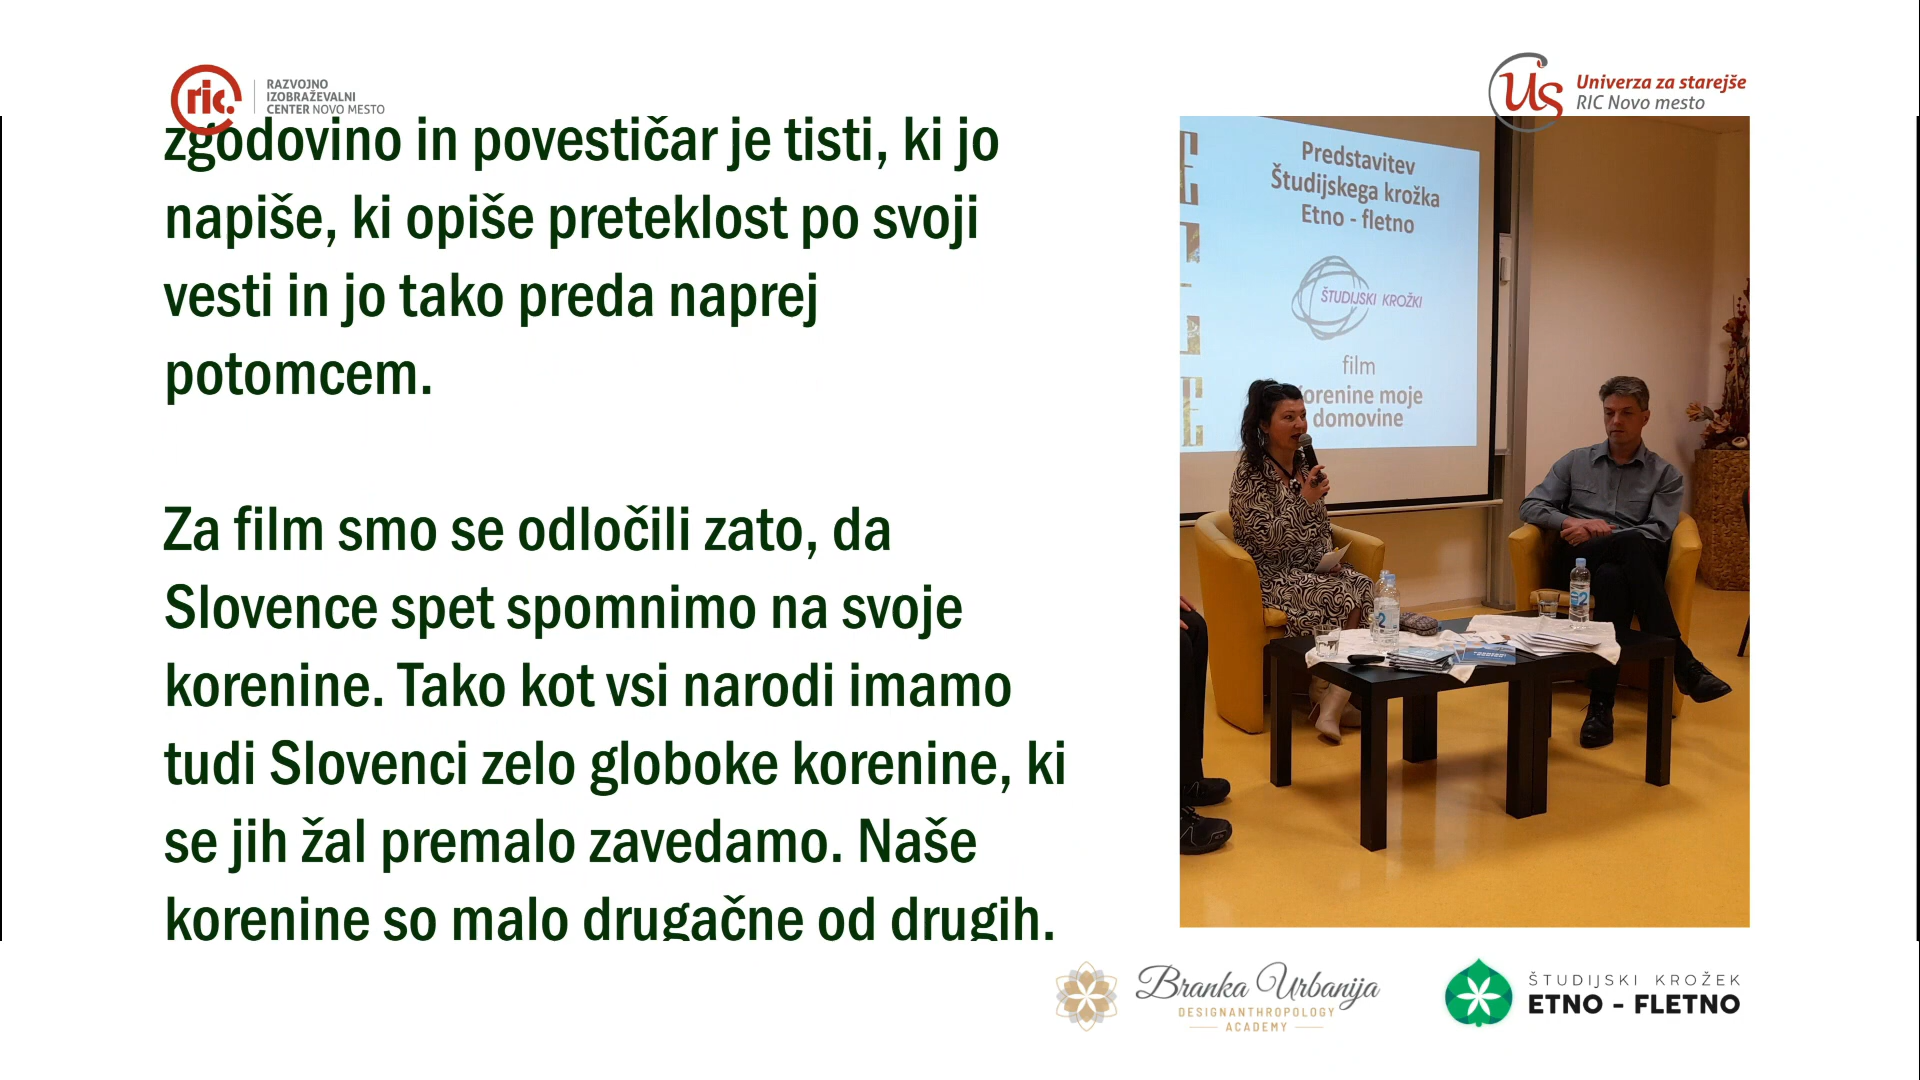 ric.
RAZVOJNO
IZOBRAŽEVALNI
CENTER NOVO MESTO
Us
Univerza za starejše
RIC Novo mesto
zgodovino in povestičar je tisti, ki jo
napiše, ki opiše preteklost po svoji
vesti in jo tako preda naprej
potomcem.
Za film smo se odločili zato, da
Slovence spet spomnimo na svoje
korenine. Tako kot vsi narodi imamo
tudi Slovenci zelo globoke korenine, ki
se jih žal premalo zavedamo. Naše
korenine so malo drugačne od drugih.
Predstavitev
Študijskega krožka
Etno - fletno
ŠTUDIJSKI KROŽKI
film
orenine moje
domovine
Branka Urbanija
DESIGNANTHROPOLOGY
ACADEMY
ŠTUDIJSKI KROŽEK
ETNO - FLETNO